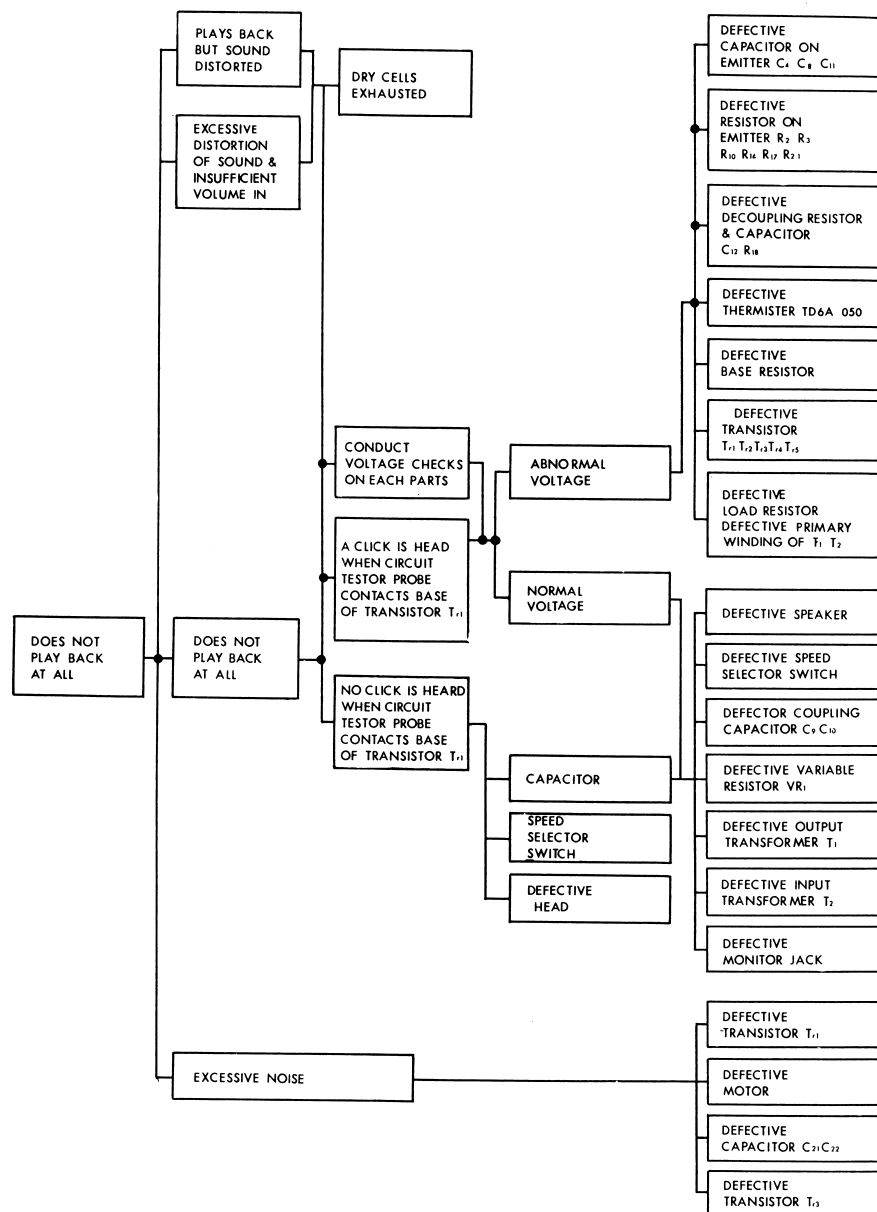 PLAYS BACK
BUT SOUND
DISTORTED
EXCESSIVE
DISTORTION
OF SOUND &
INSUFFICIENT
VOLUME IN
DRY CELLS
EXHAUSTED
DOES NOT
PLAY BACK
AT ALL
DOES NOT
PLAY BACK
AT ALL
CONDUCT
VOLTAGE CHECKS
ON EACH PARTS
A CLICK IS HEAD
WHEN CIRCUIT
TESTOR PROBE
CONTACTS BASE
OF TRANSISTOR Tr1
NO CLICK IS HEARD
WHEN CIRCUIT
TESTOR PROBE
CONTACTS BASE
OF TRANSISTOR Tr1
ABNORMAL
VOLTAGE
NORMAL
VOLTAGE
CAPACITOR
SPEED
SELECTOR
SWITCH
DEFECTIVE
HEAD
DEFECTIVE
CAPACITOR ON
EMITTER C4 C8 C11
DEFECTIVE
RESISTOR ON
EMITTER R2 R3
R10 R16 R17 R21
DEFECTIVE
DECOUPLING RESISTOR
& CAPACITOR
C12 R18
DEFECTIVE
THERMISTER TD6A 050
DEFECTIVE
BASE RESISTOR
DEFECTIVE
TRANSISTOR
Tr1 Tr2 Tr3 Tr4 Tr5
DEFECTIVE
LOAD RESISTOR
DEFECTIVE PRIMARY
WINDING OF T1 T2
DEFECTIVE SPEAKER
DEFECTIVE SPEED
SELECTOR SWITCH
DEFECTOR COUPLING
CAPACITOR C9 C10
DEFECTIVE VARIABLE
RESISTOR VR1
DEFECTIVE OUTPUT
TRANSFORMER T1
DEFECTIVE INPUT
TRANSFORMER T2
DEFECTIVE
MONITOR JACK
EXCESSIVE NOISE
DEFECTIVE
TRANSISTOR Tr1
DEFECTIVE
MOTOR
DEFECTIVE
CAPACITOR C21 C22
DEFECTIVE
TRANSISTOR Tr3